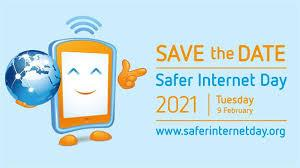 SAVE the DATE
Safer Internet Day
2021 | Tuesday
9 February
www.saferinternetday.org